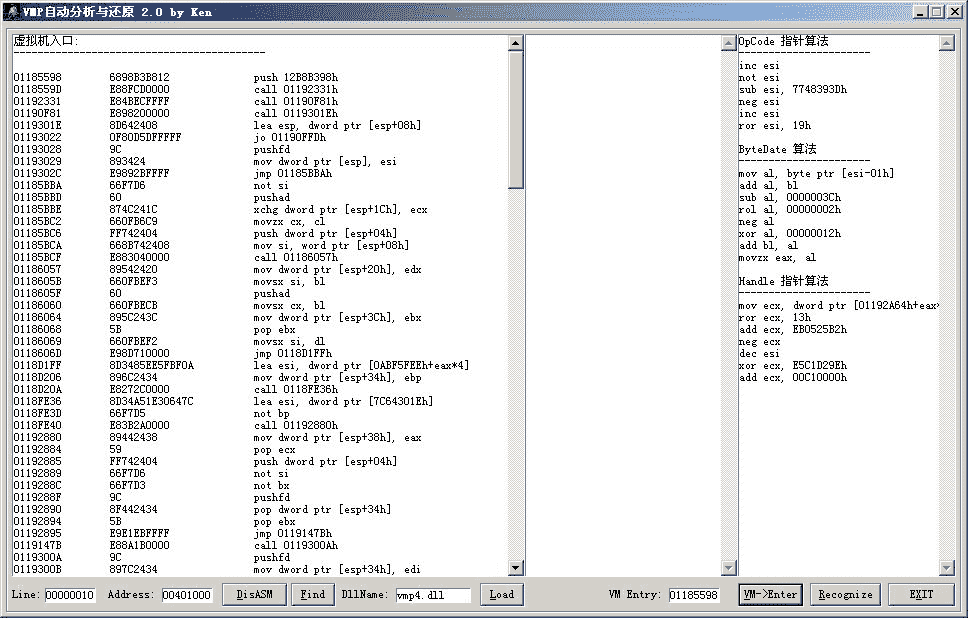 VMP自动分析与还原 2.0 by Ken
虚拟机入口:
------------------------------------------
01185598 6898B3B812 push 12B8B398h
0118559D E88FCD0000 call 01192331h
01192331 E84BECFFFF call 01190F81h
01190F81 E898200000 call 0119301Eh
0119301E 8D642408 lea esp, dword ptr [esp+08h]
01193022 0F80D5DFFFFF jo 01190FFDh
01193028 9C pushfd
01193029 893424 mov dword ptr [esp], esi
0119302C E9892BFFFF jmp 01185BBAh
01185BBA 66F7D6 not si
01185BBD 60 pushad
01185BBE 874C241C xchg dword ptr [esp+1Ch], ecx
01185BC2 660FB6C9 movzx cx, cl
01185BC6 FF742404 push dword ptr [esp+04h]
01185BCA 668B742408 mov si, word ptr [esp+08h]
01185BCF E883040000 call 01186057h
01186057 89542420 mov dword ptr [esp+20h], edx
0118605B 660FBEF3 movsx si, bl
0118605F 60 pushad
01186060 660FBECB movsx cx, bl
01186064 895C243C mov dword ptr [esp+3Ch], ebx
01186068 5B pop ebx
01186069 660FBEF2 movsx si, dl
0118606D E98D710000 jmp 0118D1FFh
0118D1FF 8D3485EE5FBF0A lea esi, dword ptr [0ABF5FEEh+eax*4]
0118D206 896C2434 mov dword ptr [esp+34h], ebp
0118D20A E8272C0000 call 0118FE36h
0118FE36 8D34A51E30647C lea esi, dword ptr [7C64301Eh]
0118FE3D 66F7D5 not bp
0118FE40 E83B2A0000 call 01192880h
01192880 89442438 mov dword ptr [esp+38h], eax
01192884 59 pop ecx
01192885 FF742404 push dword ptr [esp+04h]
01192889 66F7D6 not si
0119288C 66F7D3 not bx
0119288F 9C pushfd
01192890 8F442434 pop dword ptr [esp+34h]
01192894 5B pop ebx
01192895 E9E1EBFFFF jmp 0119147Bh
0119147B E88A1B0000 call 0119300Ah
0119300A 9C pushfd
0119300B 897C2434 mov dword ptr [esp+34h], edi
OpCode 指针算法
----------------------
inc esi
not esi
sub esi, 7748393Dh
neg esi
inc esi
ror esi, 19h
ByteDate 算法
----------------------
mov al, byte ptr [esi-01h]
add al, bl
sub al, 0000003Ch
rol al, 00000002h
neg al
xor al, 00000012h
add bl, al
movzx eax, al
Handle 指针算法
----------------------
mov ecx, dword ptr [01192A64h+eax*
ror ecx, 13h
add ecx, EB0525B2h
neg ecx
dec esi
xor ecx, E5C1D29Eh
add ecx, 00C10000h
Line: 00000010 Address: 00401000 DisASM Find DllName: vmp4.dll Load VM Entry: 01185598 VM->Enter Recognize EXIT